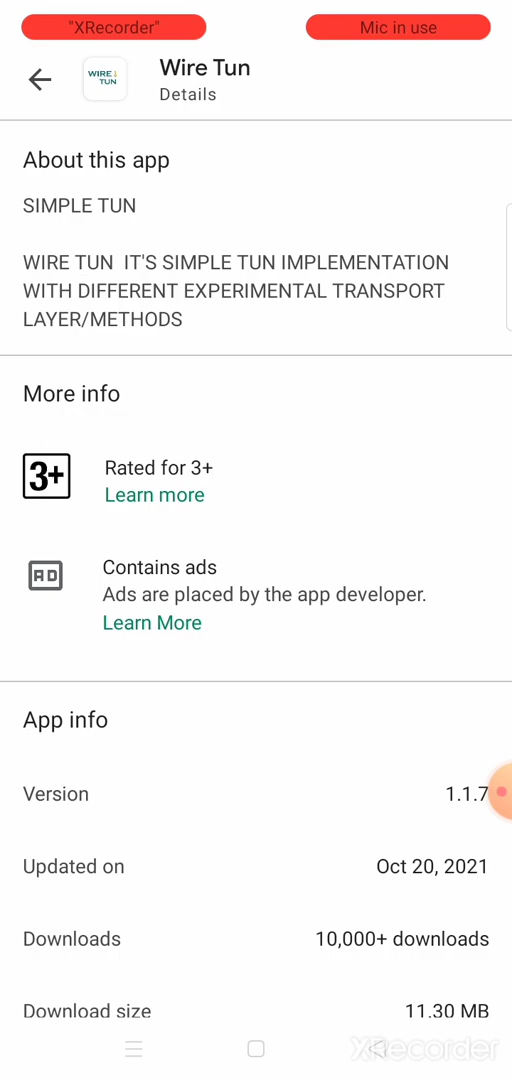 "XRecorder"
Mic in use
WIRE TUN
Wire Tun
Details
About this app
SIMPLE TUN
WIRE TUN IT'S SIMPLE TUN IMPLEMENTATION
WITH DIFFERENT EXPERIMENTAL TRANSPORT
LAYER/METHODS
More info
3+
Rated for 3+
Learn more
AD
Contains ads
Ads are placed by the app developer.
Learn More
App info
Version 1.1.7
Updated on Oct 20, 2021
Downloads 10,000+ downloads
Download size 11.30 MB
XRecorder